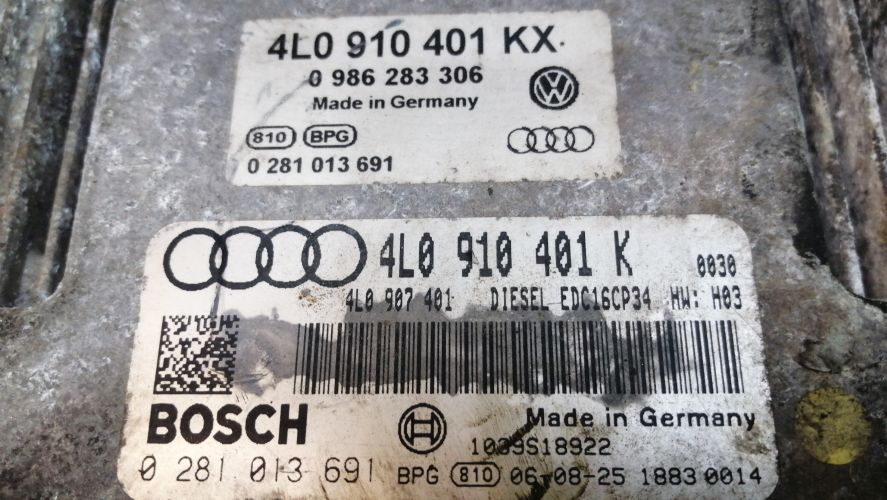 4L0 910 401 KX.
0 986 283 306
Made in Germany
810 BPG
0 281 013 691
4L0 910 401 K 0030
4L0 907 401 DIESEL EDC16CP34 HW: H03
BOSCH
Made in Germany
1039S18922
0 281 013 691 BPG 810 06-08-25 1883 0014